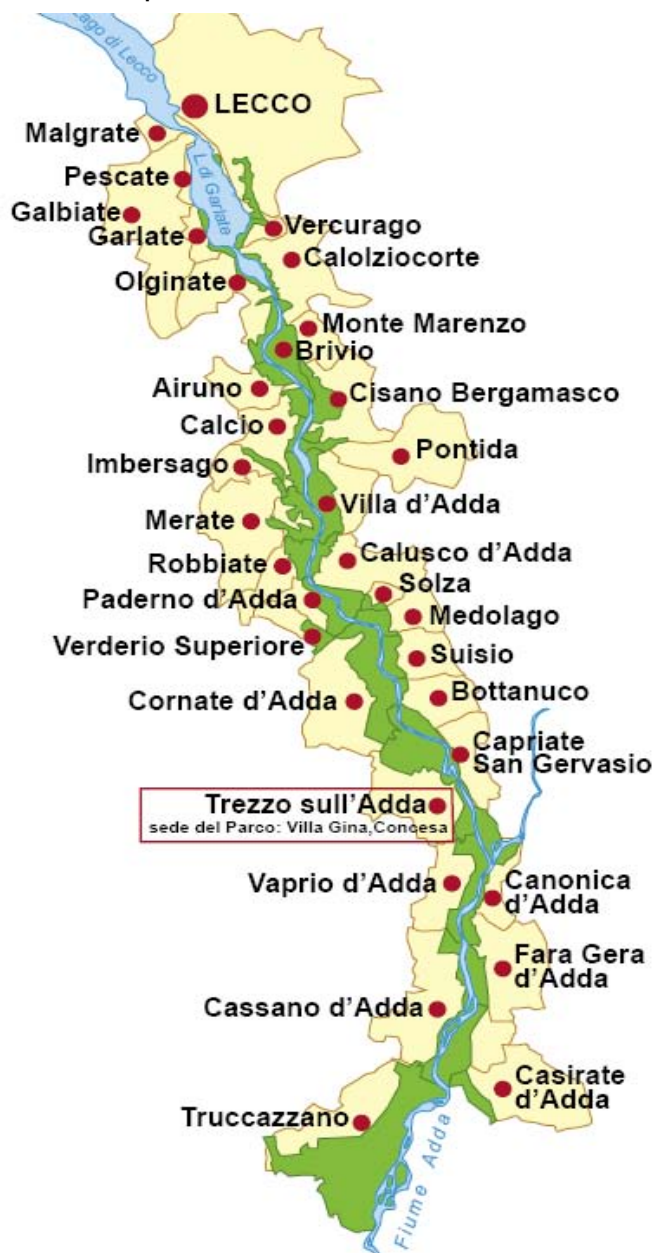 Lago di Lecco
LECCO
Malgrate
Pescate
L. di Garlate
Galbiate
Garlate
Vercurago
Calolziocorte
Olginate
Monte Marenzo
Brivio
Airuno
Cisano Bergamasco
Calcio
Pontida
Imbersago
Villa d'Adda
Merate
Calusco d'Adda
Robbiate
Solza
Paderno d'Adda
Medolago
Verderio Superiore
Suisio
Cornate d'Adda
Bottanuco
Capriate
San Gervasio
Trezzo sull'Adda
sede del Parco: Villa Gina,Concesa
Vaprio d'Adda
Canonica
d'Adda
Fara Gera
d'Adda
Cassano d'Adda
Casirate
d'Adda
Truccazzano
Fiume Adda